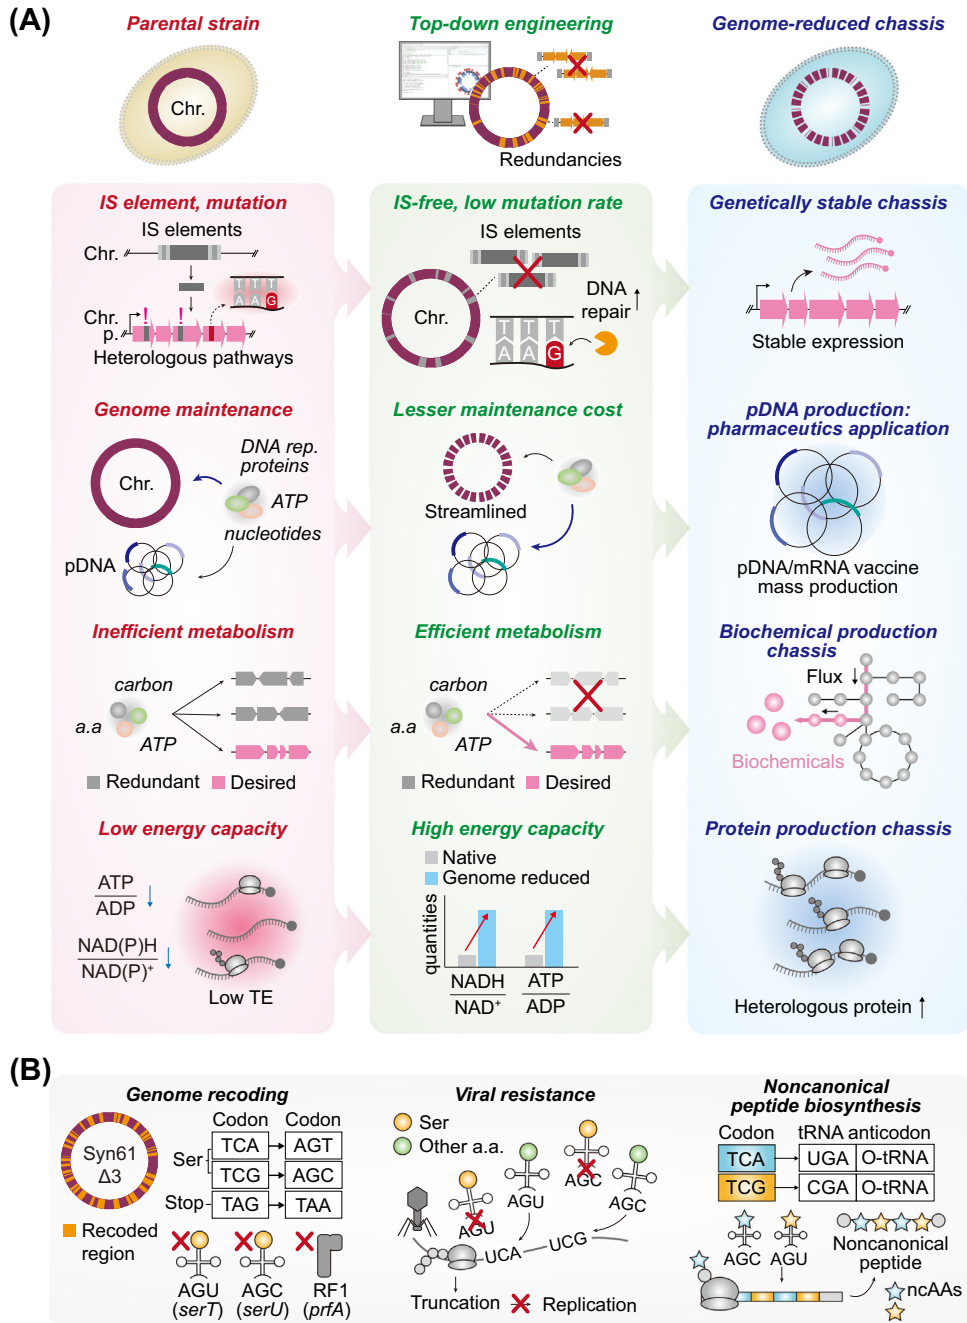 (A)
Parental strain
Top-down engineering
Genome-reduced chassis
Chr.
Redundancies
IS element, mutation
IS elements
Chr.
T T T
A A G
! !
Chr.
p.
Heterologous pathways
IS-free, low mutation rate
IS elements
DNA
repair ↑
Chr.
T T T
A A G
Genetically stable chassis
Stable expression
Genome maintenance
DNA rep.
proteins
Chr.
ATP
nucleotides
pDNA
Lesser maintenance cost
Streamlined
pDNA production:
pharmaceutics application
pDNA/mRNA vaccine
mass production
Inefficient metabolism
carbon
a.a
ATP
Redundant Desired
Efficient metabolism
carbon
a.a
ATP
Redundant Desired
Biochemical production
chassis
Flux
Biochemicals
Low energy capacity
ATP
ADP ↓
NAD(P)H
NAD(P)⁺ ↓
Low TE
High energy capacity
Native
Genome reduced
quantities
NADH
NAD⁺
ATP
ADP
Protein production chassis
Heterologous protein ↑
(B)
Genome recoding
Syn61
Δ3
Recoded
region
Codon Codon
Ser
TCA AGT
TCG AGC
Stop TAG TAA
AGU
(serT)
AGC
(serU)
RF1
(prfA)
Viral resistance
Ser
Other a.a.
AGU
AGU
AGC
AGC
UCA
UCG
Truncation Replication
Noncanonical
peptide biosynthesis
Codon tRNA anticodon
TCA UGA O-tRNA
TCG CGA O-tRNA
AGC AGU
Noncanonical
peptide
ncAAs